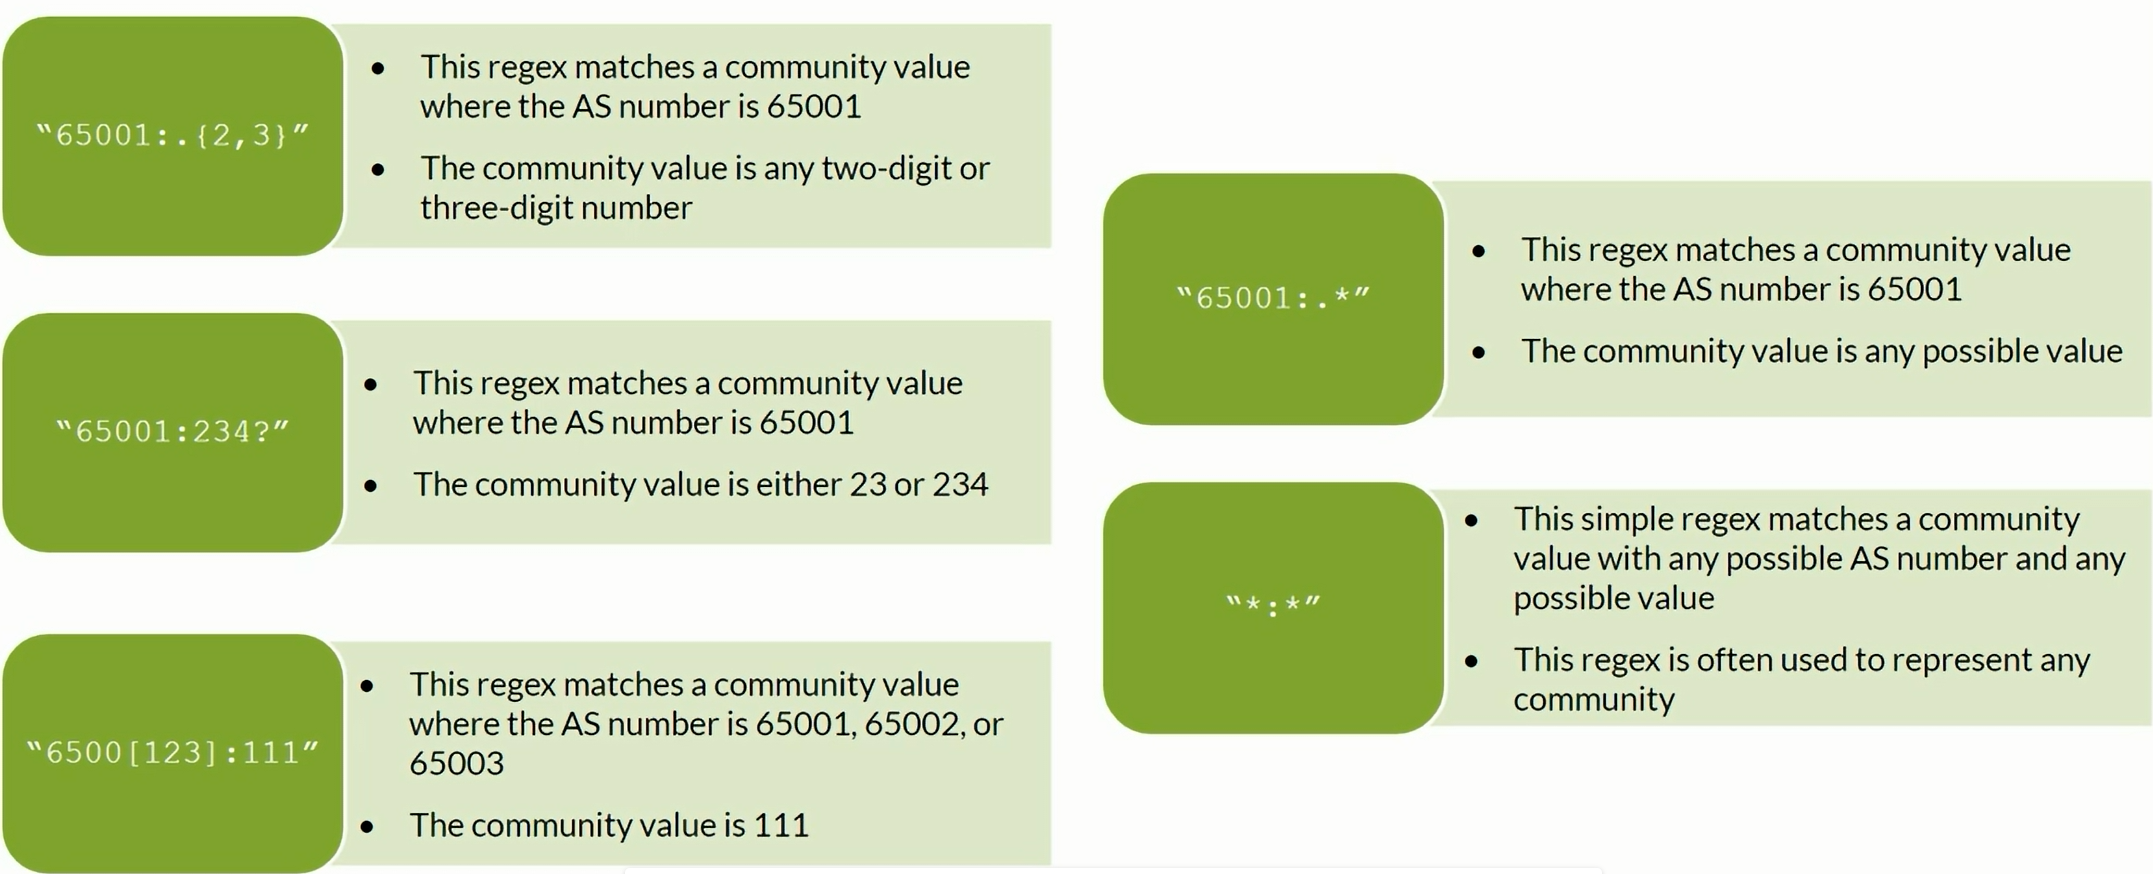 “65001:.{2,3}”
• This regex matches a community value
where the AS number is 65001
• The community value is any two-digit or
three-digit number
“65001:234?”
• This regex matches a community value
where the AS number is 65001
• The community value is either 23 or 234
“6500[123]:111”
• This regex matches a community value
where the AS number is 65001, 65002, or
65003
• The community value is 111
“65001:.*”
• This regex matches a community value
where the AS number is 65001
• The community value is any possible value
“*:*”
• This simple regex matches a community
value with any possible AS number and any
possible value
• This regex is often used to represent any
community